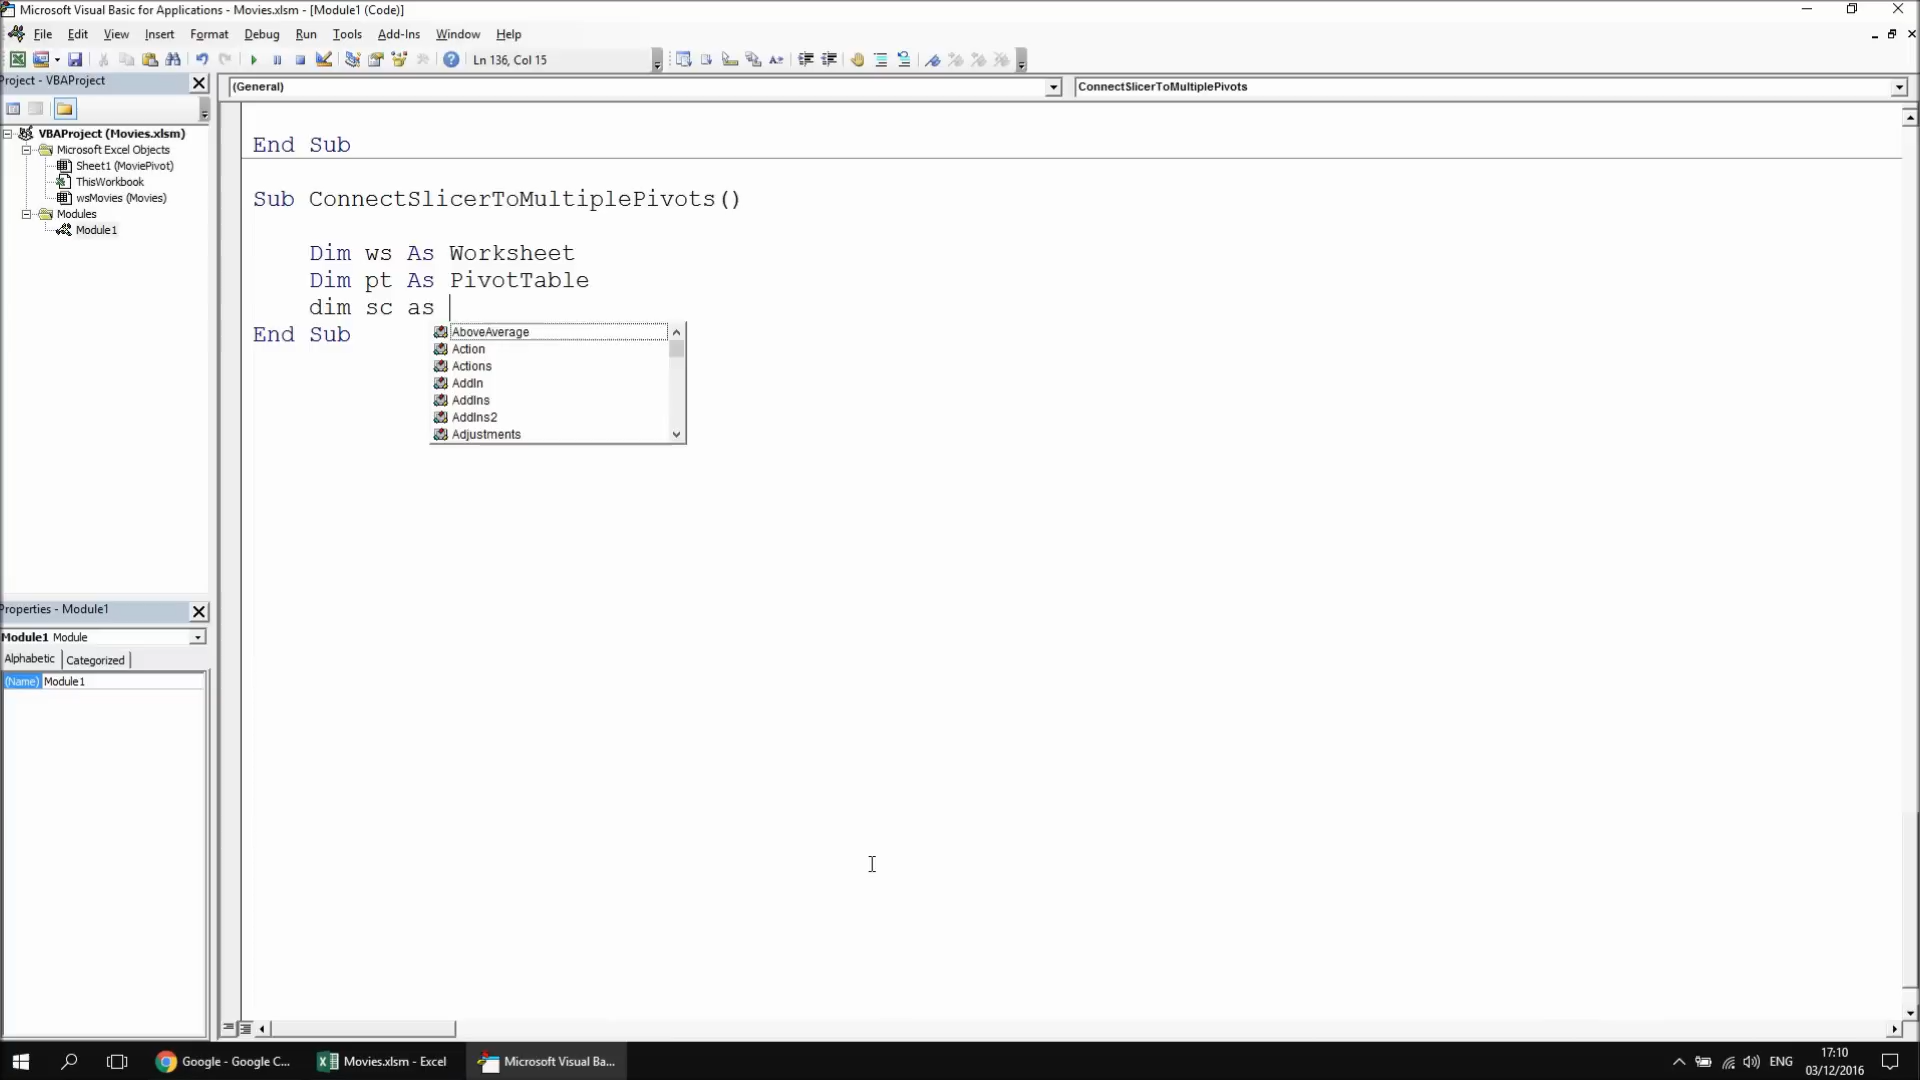 Microsoft Visual Basic for Applications - Movies.xlsm - [Module1 (Code)]
File Edit View Insert Format Debug Run Tools Add-Ins Window Help
Ln 136, Col 15
Project - VBAProject
(General)
ConnectSlicerToMultiplePivots
VBAProject (Movies.xlsm)
Microsoft Excel Objects
Sheet1 (MoviePivot)
ThisWorkbook
wsMovies (Movies)
Modules
Module1
End Sub
Sub ConnectSlicerToMultiplePivots()
Dim ws As Worksheet
Dim pt As PivotTable
dim sc as
End Sub
AboveAverage
Action
Actions
AddIn
AddIns
AddIns2
Adjustments
Properties - Module1
Module1 Module
Alphabetic Categorized
(Name) Module1
Google - Google C...
Movies.xlsm - Excel
Microsoft Visual Ba...
ENG
17:10
03/12/2016